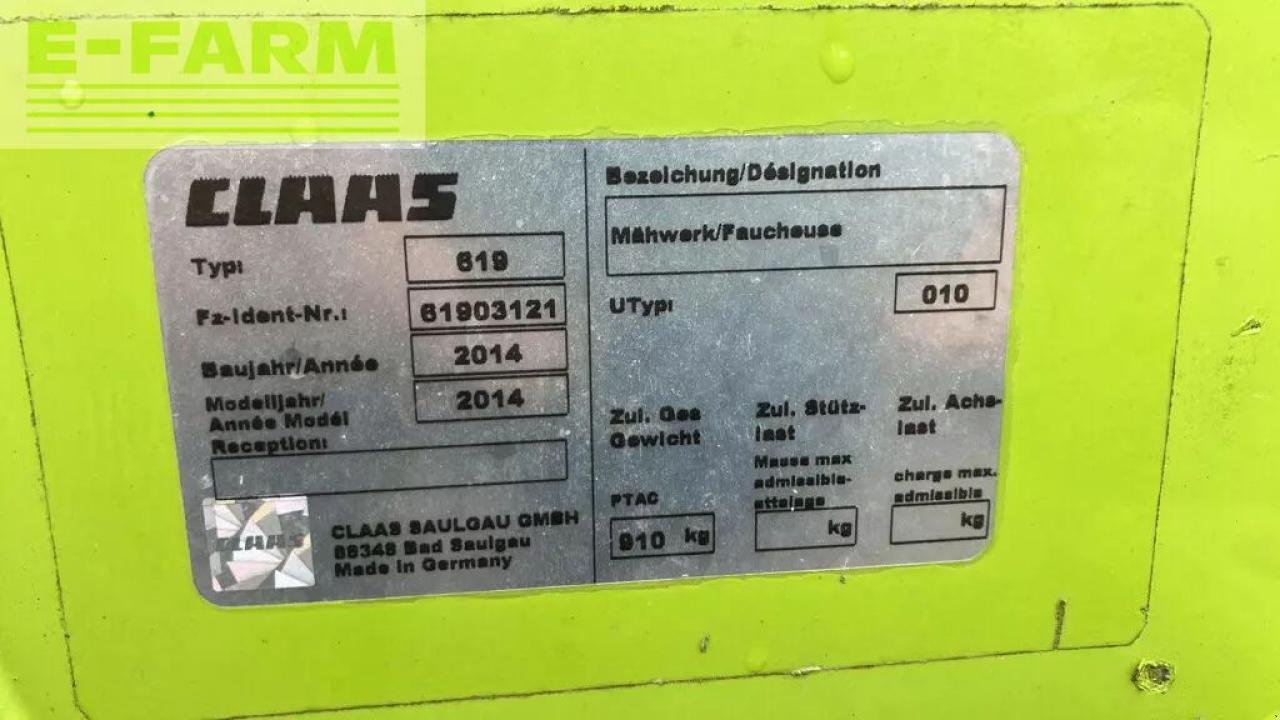 E-FARM
CLAAS
Typ: 619
Fz-Ident-Nr.: 61903121
Baujahr/Année 2014
Modelljahr/
Année Modél 2014
Reception:
CLAAS
CLAAS SAULGAU GMBH
88348 Bad Saulgau
Made in Germany
Bezeichung/Désignation
Mähwerk/Faucheuse
UTyp: 010
Zul. Ges
Gewicht
PTAC
910 kg
Zul. Stütz-
last
Masse max
admissible-
attelage
kg
Zul. Achs-
last
charge max.
admissible
kg